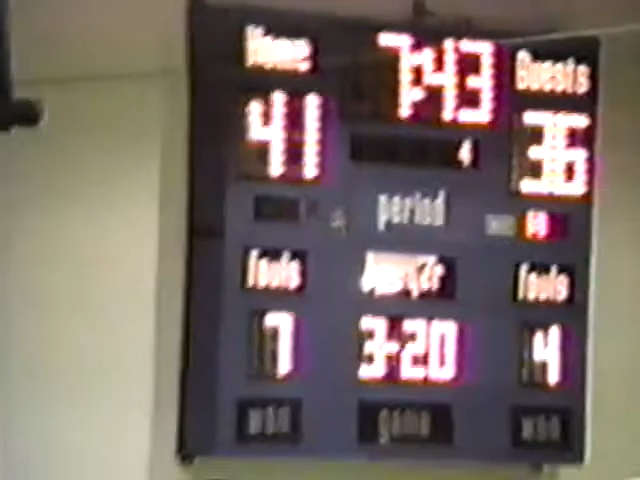 Home 7:43 Guests
41 36
4
period
fouls fouls
7 3-20 4
won game won